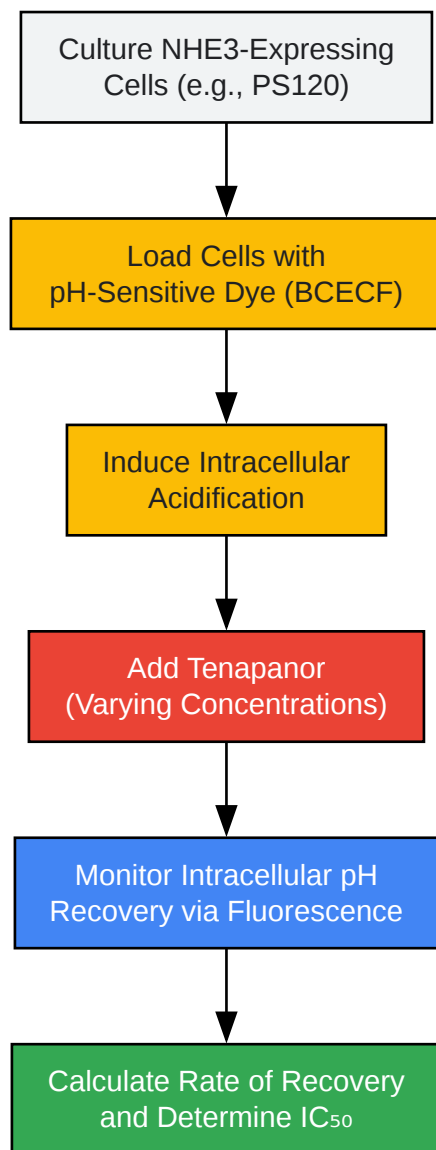 Culture NHE3-Expressing
Cells (e.g., PS120)
Load Cells with
pH-Sensitive Dye (BCECF)
Induce Intracellular
Acidification
Add Tenapanor
(Varying Concentrations)
Monitor Intracellular pH
Recovery via Fluorescence
Calculate Rate of Recovery
and Determine IC₅₀